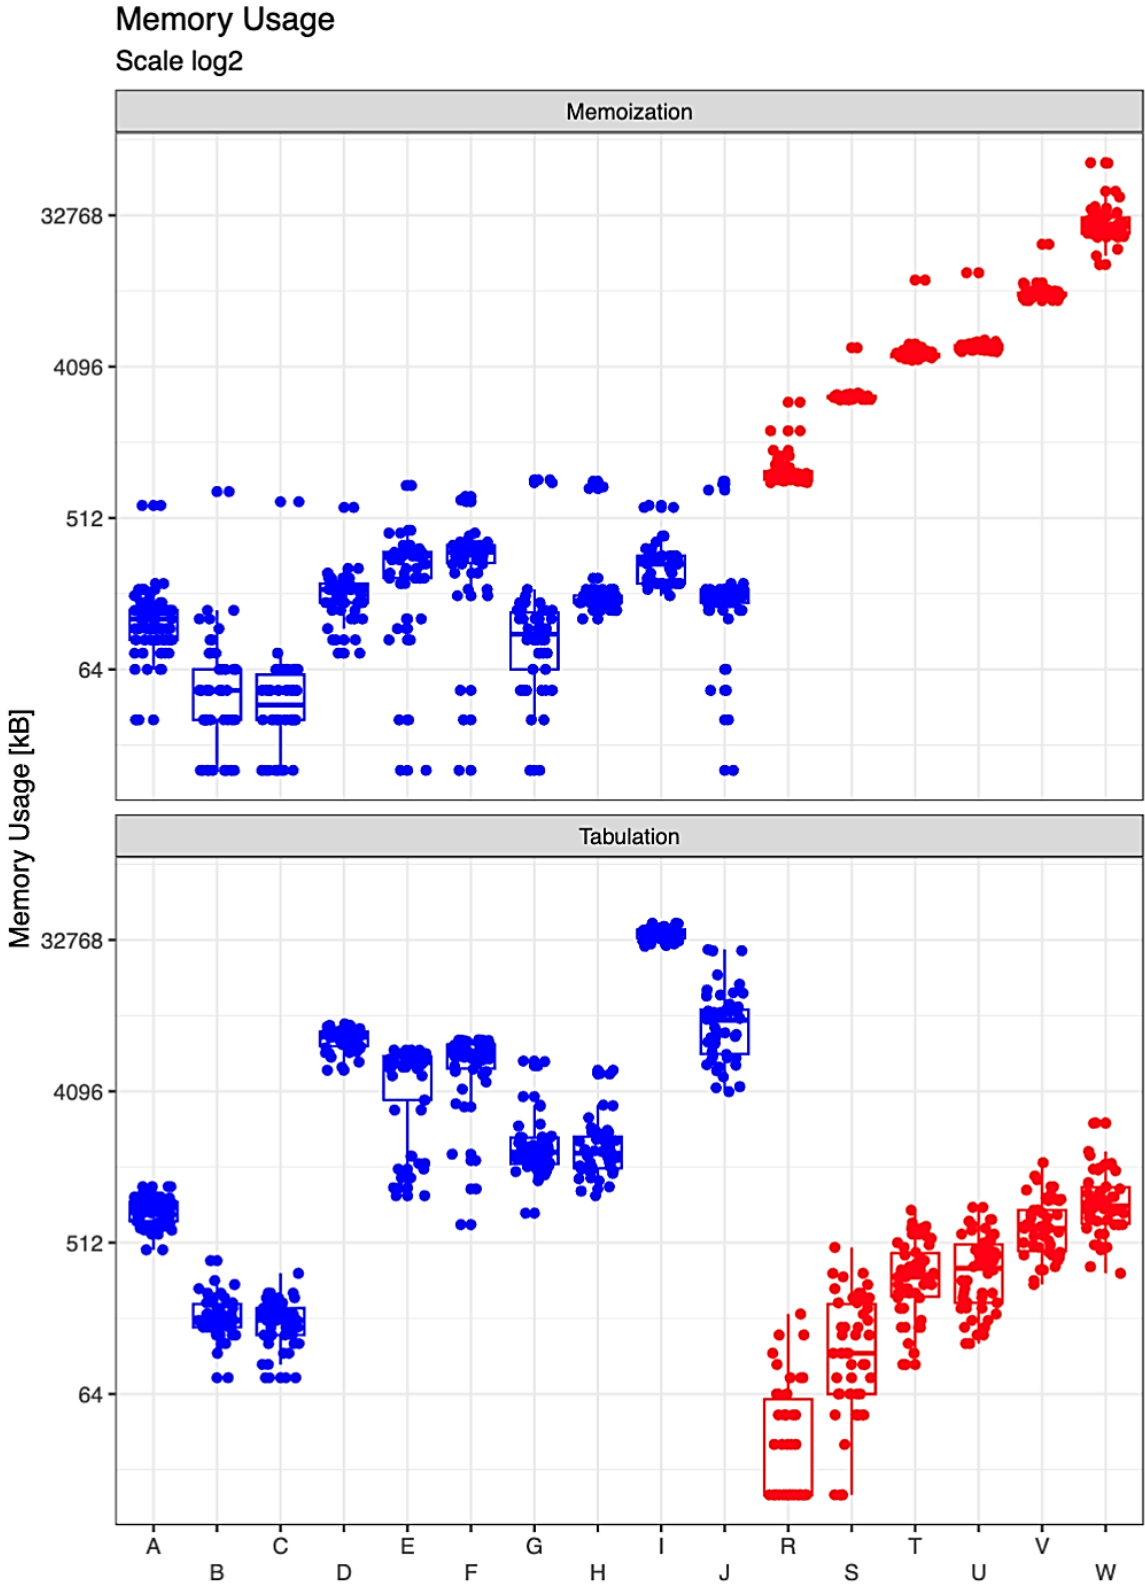 Memory Usage
Scale log2
Memoization
32768
4096
512
64
Memory Usage [kB]
Tabulation
32768
4096
512
64
A
B
C
D
E
F
G
H
I
J
R
S
T
U
V
W